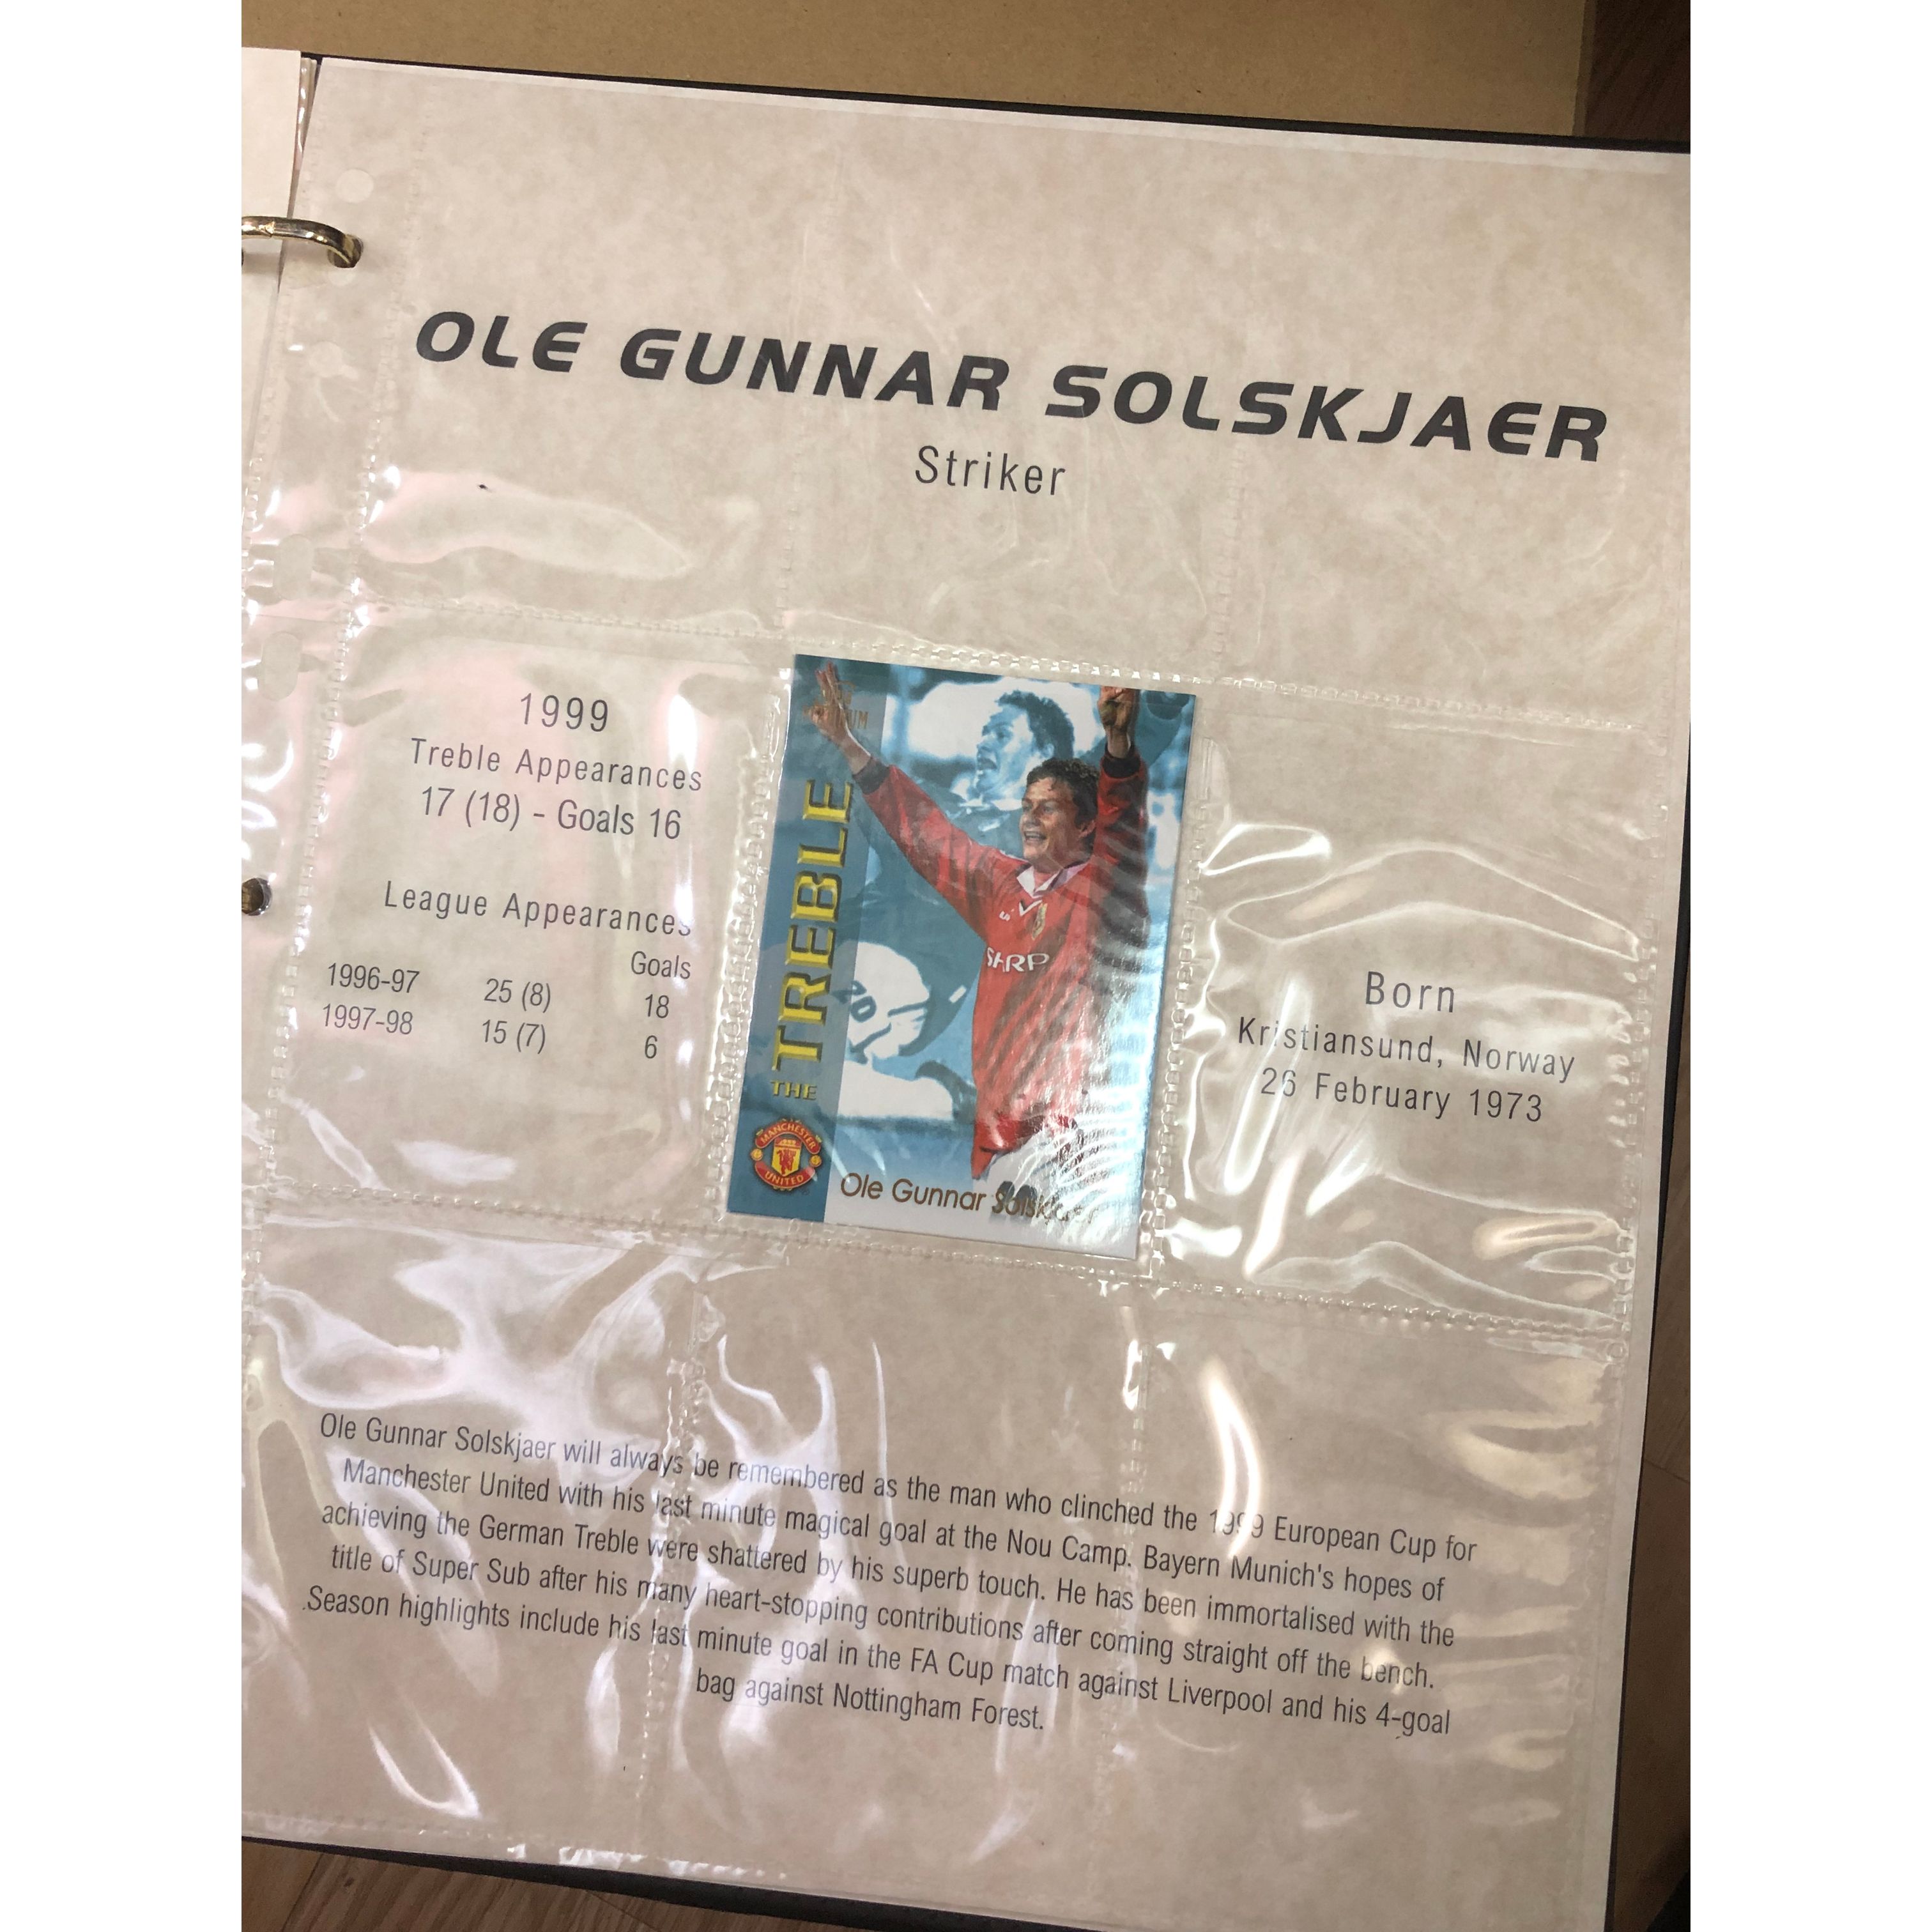 OLE GUNNAR SOLSKJAER
Striker
1999
Treble Appearances
17 (18) - Goals 16
League Appearances
Goals
1996-97 25 (8) 18
1997-98 15 (7) 6
THE TREBLE
20
SHARP
MANCHESTER
UNITED
Ole Gunnar Solskjaer
Born
Kristiansund, Norway
26 February 1973
Ole Gunnar Solskjaer will always be remembered as the man who clinched the 1999 European Cup for
Manchester United with his last minute magical goal at the Nou Camp. Bayern Munich's hopes of
achieving the German Treble were shattered by his superb touch. He has been immortalised with the
title of Super Sub after his many heart-stopping contributions after coming straight off the bench.
Season highlights include his last minute goal in the FA Cup match against Liverpool and his 4-goal
bag against Nottingham Forest.